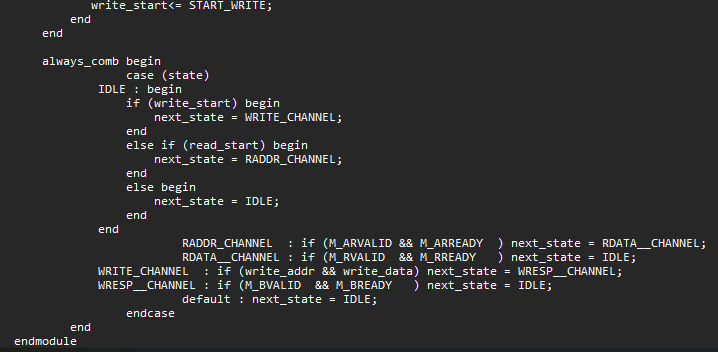 write_start<= START_WRITE;
end
end
always_comb begin
case (state)
IDLE : begin
if (write_start) begin
next_state = WRITE_CHANNEL;
end
else if (read_start) begin
next_state = RADDR_CHANNEL;
end
else begin
next_state = IDLE;
end
end
RADDR_CHANNEL : if (M_ARVALID && M_ARREADY ) next_state = RDATA__CHANNEL;
RDATA__CHANNEL : if (M_RVALID && M_RREADY ) next_state = IDLE;
WRITE_CHANNEL : if (write_addr && write_data) next_state = WRESP__CHANNEL;
WRESP__CHANNEL : if (M_BVALID && M_BREADY ) next_state = IDLE;
default : next_state = IDLE;
endcase
end
endmodule